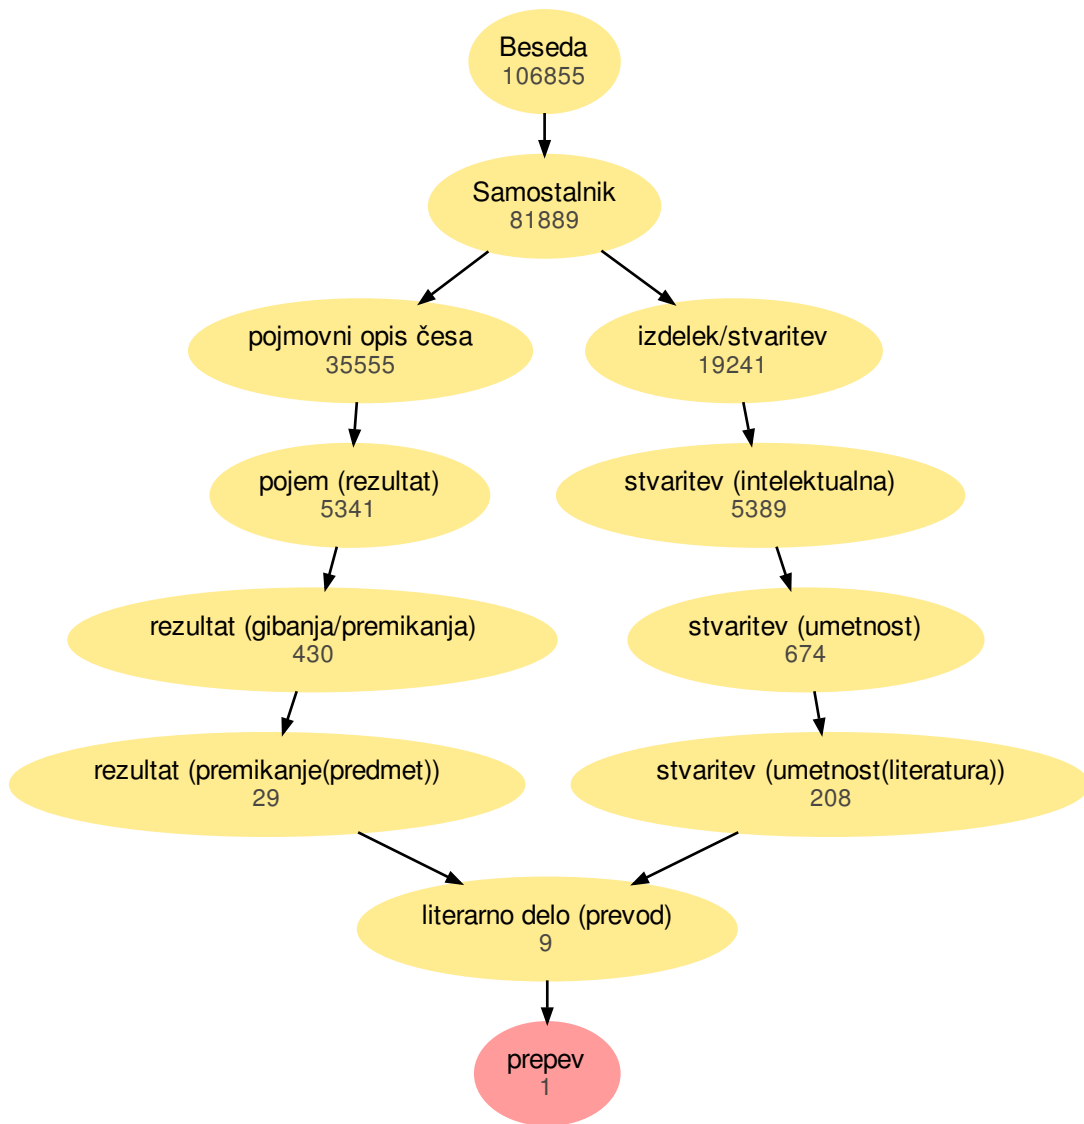 Beseda
106855
Samostalnik
81889
pojmovni opis česa
35555
izdelek/stvaritev
19241
pojem (rezultat)
5341
stvaritev (intelektualna)
5389
rezultat (gibanja/premikanja)
430
stvaritev (umetnost)
674
rezultat (premikanje(predmet))
29
stvaritev (umetnost(literatura))
208
literarno delo (prevod)
9
prepev
1